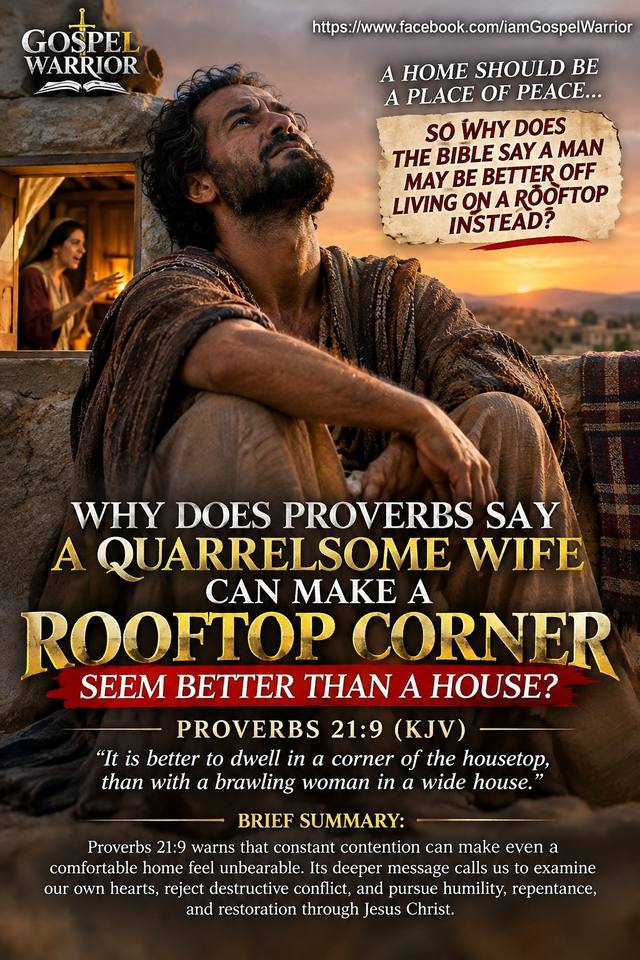 GOSPEL
WARRIOR
https://www.facebook.com/iamGospelWarrior
A HOME SHOULD BE
A PLACE OF PEACE...
SO WHY DOES
THE BIBLE SAY A MAN
MAY BE BETTER OFF
LIVING ON A ROOFTOP
INSTEAD?
WHY DOES PROVERBS SAY
A QUARRELSOME WIFE
CAN MAKE A
ROOFTOP CORNER
SEEM BETTER THAN A HOUSE?
PROVERBS 21:9 (KJV)
“It is better to dwell in a corner of the housetop,
than with a brawling woman in a wide house.”
BRIEF SUMMARY:
Proverbs 21:9 warns that constant contention can make even a
comfortable home feel unbearable. Its deeper message calls us to examine
our own hearts, reject destructive conflict, and pursue humility, repentance,
and restoration through Jesus Christ.